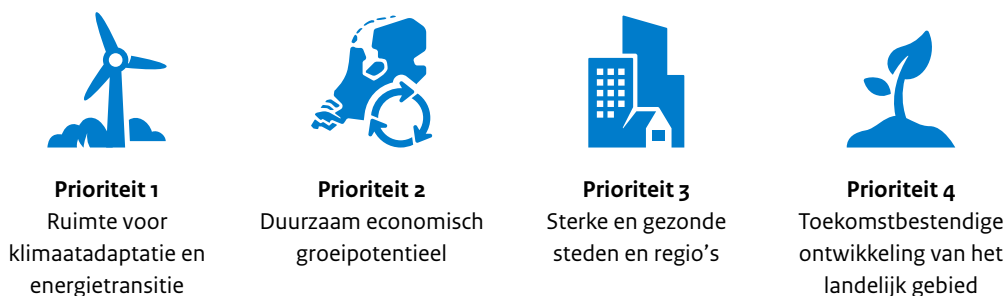 Prioriteit 1
Ruimte voor
klimaatadaptatie en
energietransitie
Prioriteit 2
Duurzaam economisch
groeipotentieel
Prioriteit 3
Sterke en gezonde
steden en regio's
Prioriteit 4
Toekomstbestendige
ontwikkeling van het
landelijk gebied